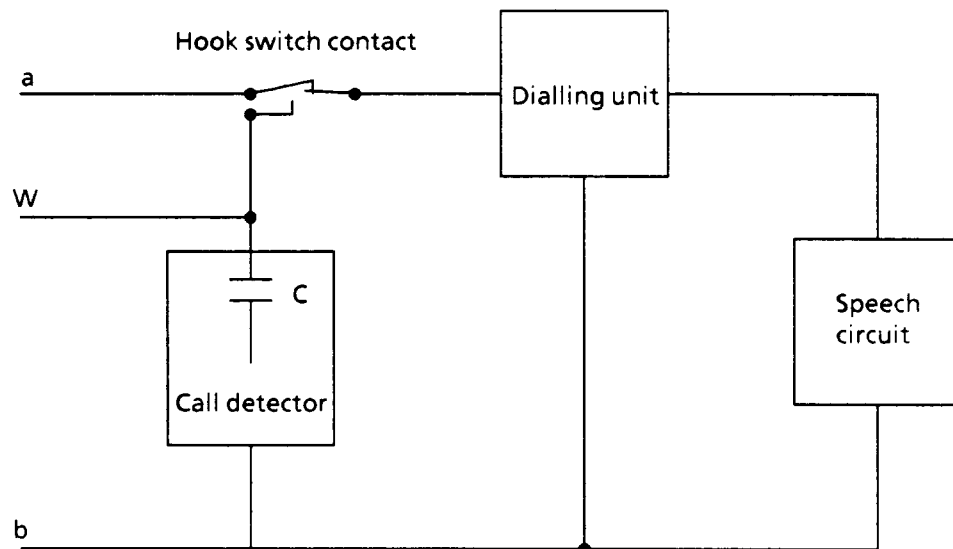 Hook switch contact
a
Dialling unit
W
C
Speech
circuit
Call detector
b